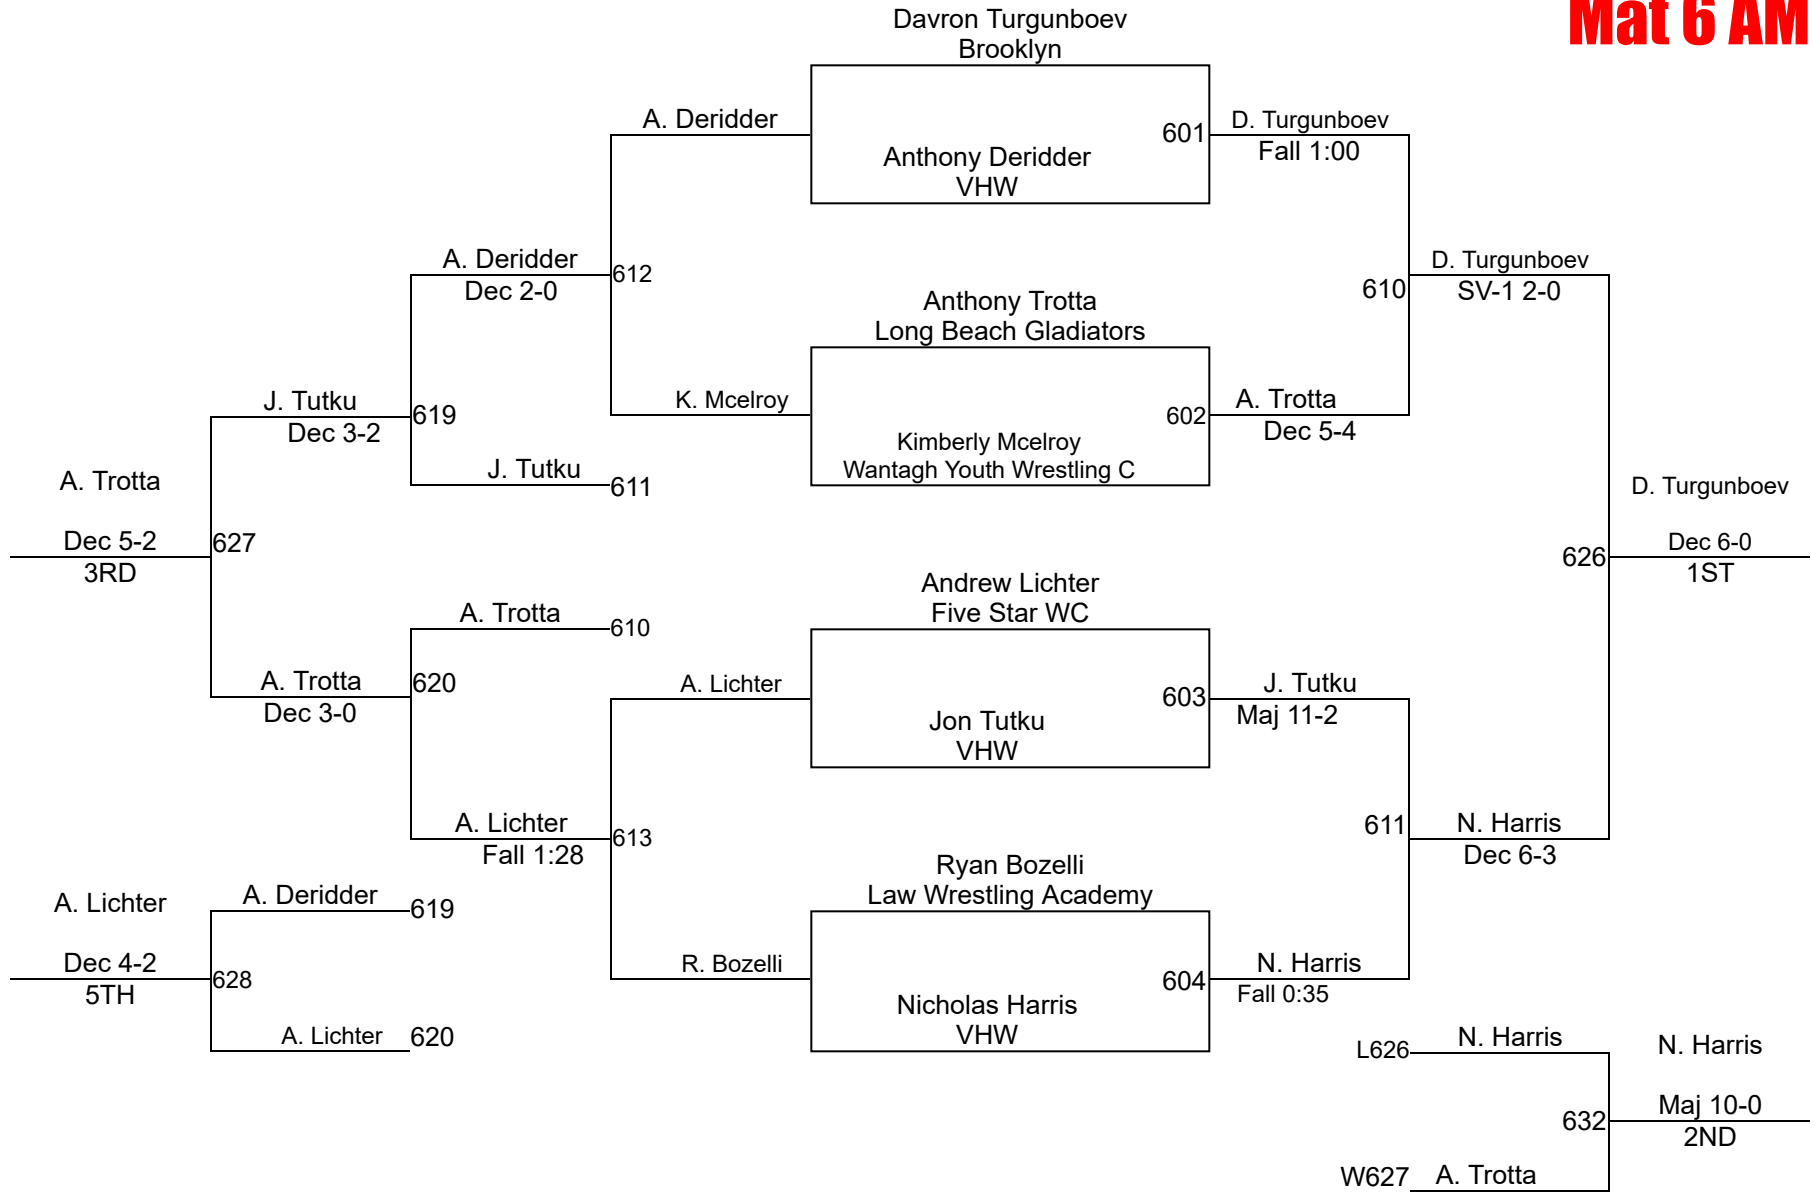 Mat 6 AM
Davron Turgunboev
Brooklyn
A. Deridder
601
D. Turgunboev
Fall 1:00
Anthony Deridder
VHW
A. Deridder
Dec 2-0
612
D. Turgunboev
SV-1 2-0
610
Anthony Trotta
Long Beach Gladiators
J. Tutku
Dec 3-2
619
K. Mcelroy
602
A. Trotta
Dec 5-4
Kimberly Mcelroy
Wantagh Youth Wrestling C
J. Tutku
611
A. Trotta
Dec 5-2
3RD
627
D. Turgunboev
626
Dec 6-0
1ST
Andrew Lichter
Five Star WC
A. Trotta
610
A. Trotta
Dec 3-0
620
A. Lichter
603
J. Tutku
Maj 11-2
Jon Tutku
VHW
A. Lichter
Fall 1:28
613
611
N. Harris
Dec 6-3
Ryan Bozelli
Law Wrestling Academy
A. Lichter
A. Deridder
619
Dec 4-2
5TH
628
R. Bozelli
604
N. Harris
Fall 0:35
Nicholas Harris
VHW
A. Lichter
620
L626
N. Harris
N. Harris
632
Maj 10-0
2ND
W627
A. Trotta